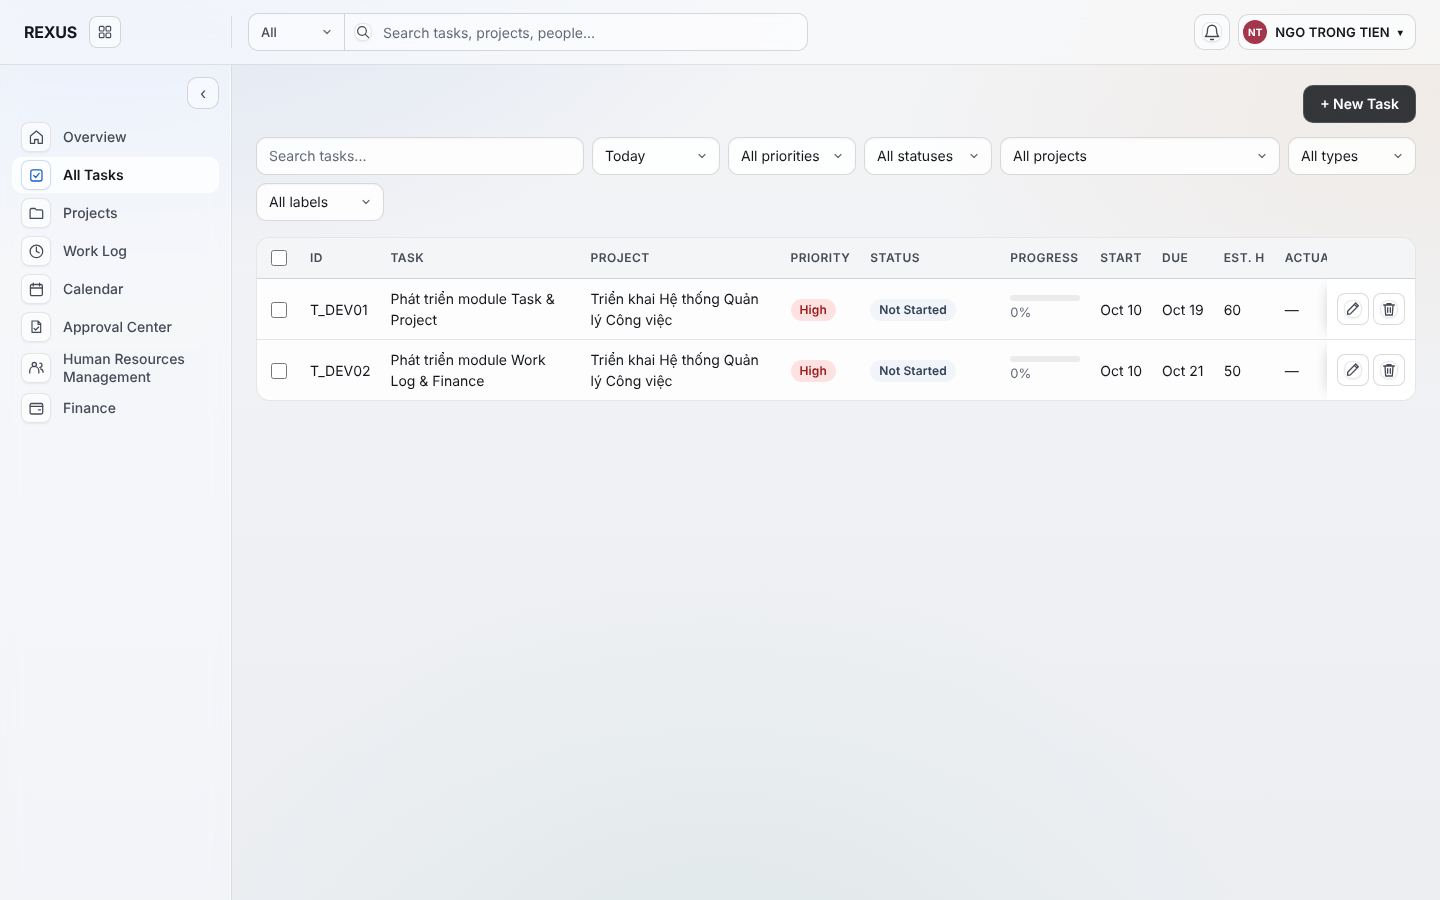 REXUS
All
Search tasks, projects, people...
NT
NGO TRONG TIEN
Overview
All Tasks
Projects
Work Log
Calendar
Approval Center
Human Resources
Management
Finance
+ New Task
Search tasks...
Today
All priorities
All statuses
All projects
All types
All labels
ID TASK PROJECT PRIORITY STATUS PROGRESS START DUE EST. H ACTUA
T_DEV01
Phát triển module Task &
Project
Triển khai Hệ thống Quản
lý Công việc
High
Not Started
0%
Oct 10
Oct 19
60
—
T_DEV02
Phát triển module Work
Log & Finance
Triển khai Hệ thống Quản
lý Công việc
High
Not Started
0%
Oct 10
Oct 21
50
—